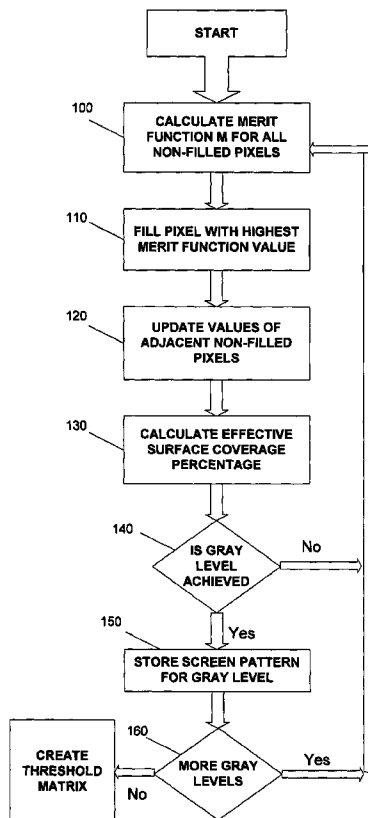 START
100
CALCULATE MERIT
FUNCTION M FOR ALL
NON-FILLED PIXELS
110
FILL PIXEL WITH HIGHEST
MERIT FUNCTION VALUE
120
UPDATE VALUES OF
ADJACENT NON-FILLED
PIXELS
130
CALCULATE EFFECTIVE
SURFACE COVERAGE
PERCENTAGE
140
IS GRAY
LEVEL
ACHIEVED
No
Yes
150
STORE SCREEN PATTERN
FOR GRAY LEVEL
160
MORE GRAY
LEVELS
Yes
No
CREATE
THRESHOLD
MATRIX